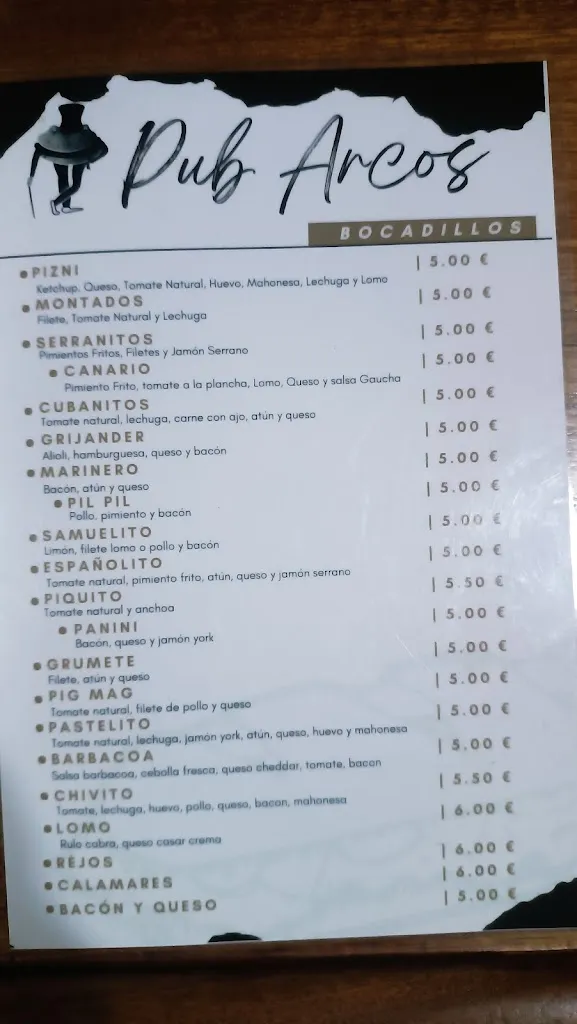 Pub Arcos
BOCADILLOS
PIZNI | 5.00 €
Ketchup, Queso, Tomate Natural, Huevo, Mahonesa, Lechuga y Lomo
MONTADOS | 5.00 €
Filete, Tomate Natural y Lechuga
SERRANITOS | 5.00 €
Pimientos Fritos, Filetes y Jamón Serrano
CANARIO | 5.00 €
Pimiento Frito, tomate a la plancha, Lomo, Queso y salsa Gaucha
CUBANITOS | 5.00 €
Tomate natural, lechuga, carne con ajo, atún y queso
GRIJANDER | 5.00 €
Alioli, hamburguesa, queso y bacón
MARINERO | 5.00 €
Bacón, atún y queso
PIL PIL | 5.00 €
Pollo, pimiento y bacón
SAMUELITO | 5.00 €
Limón, filete lomo o pollo y bacón
ESPAÑOLITO | 5.00 €
Tomate natural, pimiento frito, atún, queso y jamón serrano
PIQUITO | 5.50 €
Tomate natural y anchoa
PANINI | 5.00 €
Bacón, queso y jamón york
GRUMETE | 5.00 €
Filete, atún y queso
PIG MAG | 5.00 €
Tomate natural, filete de pollo y queso
PASTELITO | 5.00 €
Tomate natural, lechuga, jamón york, atún, queso, huevo y mahonesa
BARBACOA | 5.00 €
Salsa barbacoa, cebolla fresca, queso cheddar, tomate, bacon
CHIVITO | 5.50 €
Tomate, lechuga, huevo, pollo, queso, bacon, mahonesa
LOMO | 6.00 €
Rulo cabra, queso casar crema
REJOS | 6.00 €
CALAMARES | 6.00 €
BACÓN Y QUESO | 5.00 €